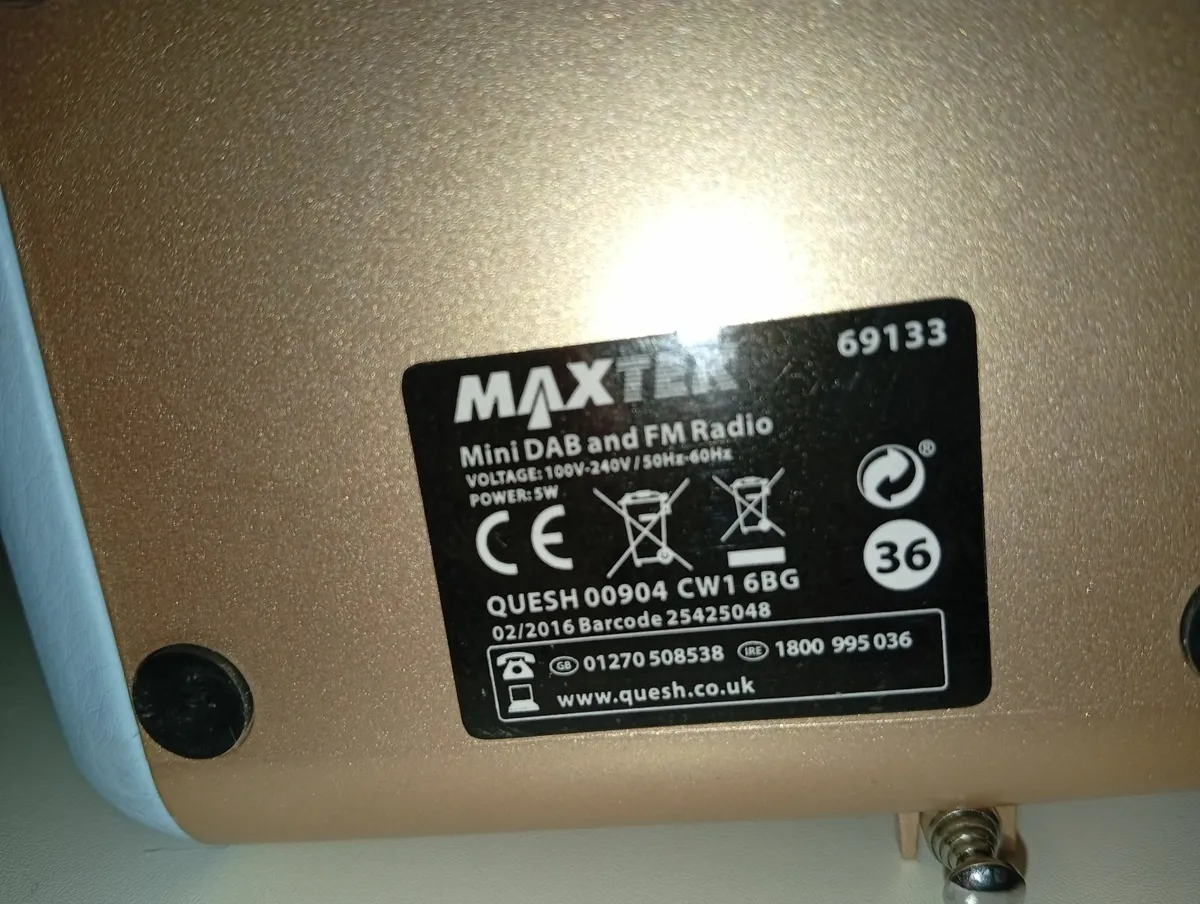 69133
MAXTEK
Mini DAB and FM Radio
VOLTAGE: 100V-240V / 50Hz-60Hz
POWER: 5W
CE
®
36
QUESH 00904 CW1 6BG
02/2016 Barcode 25425048
GB 01270 508538 IRE 1800 995 036
www.quesh.co.uk